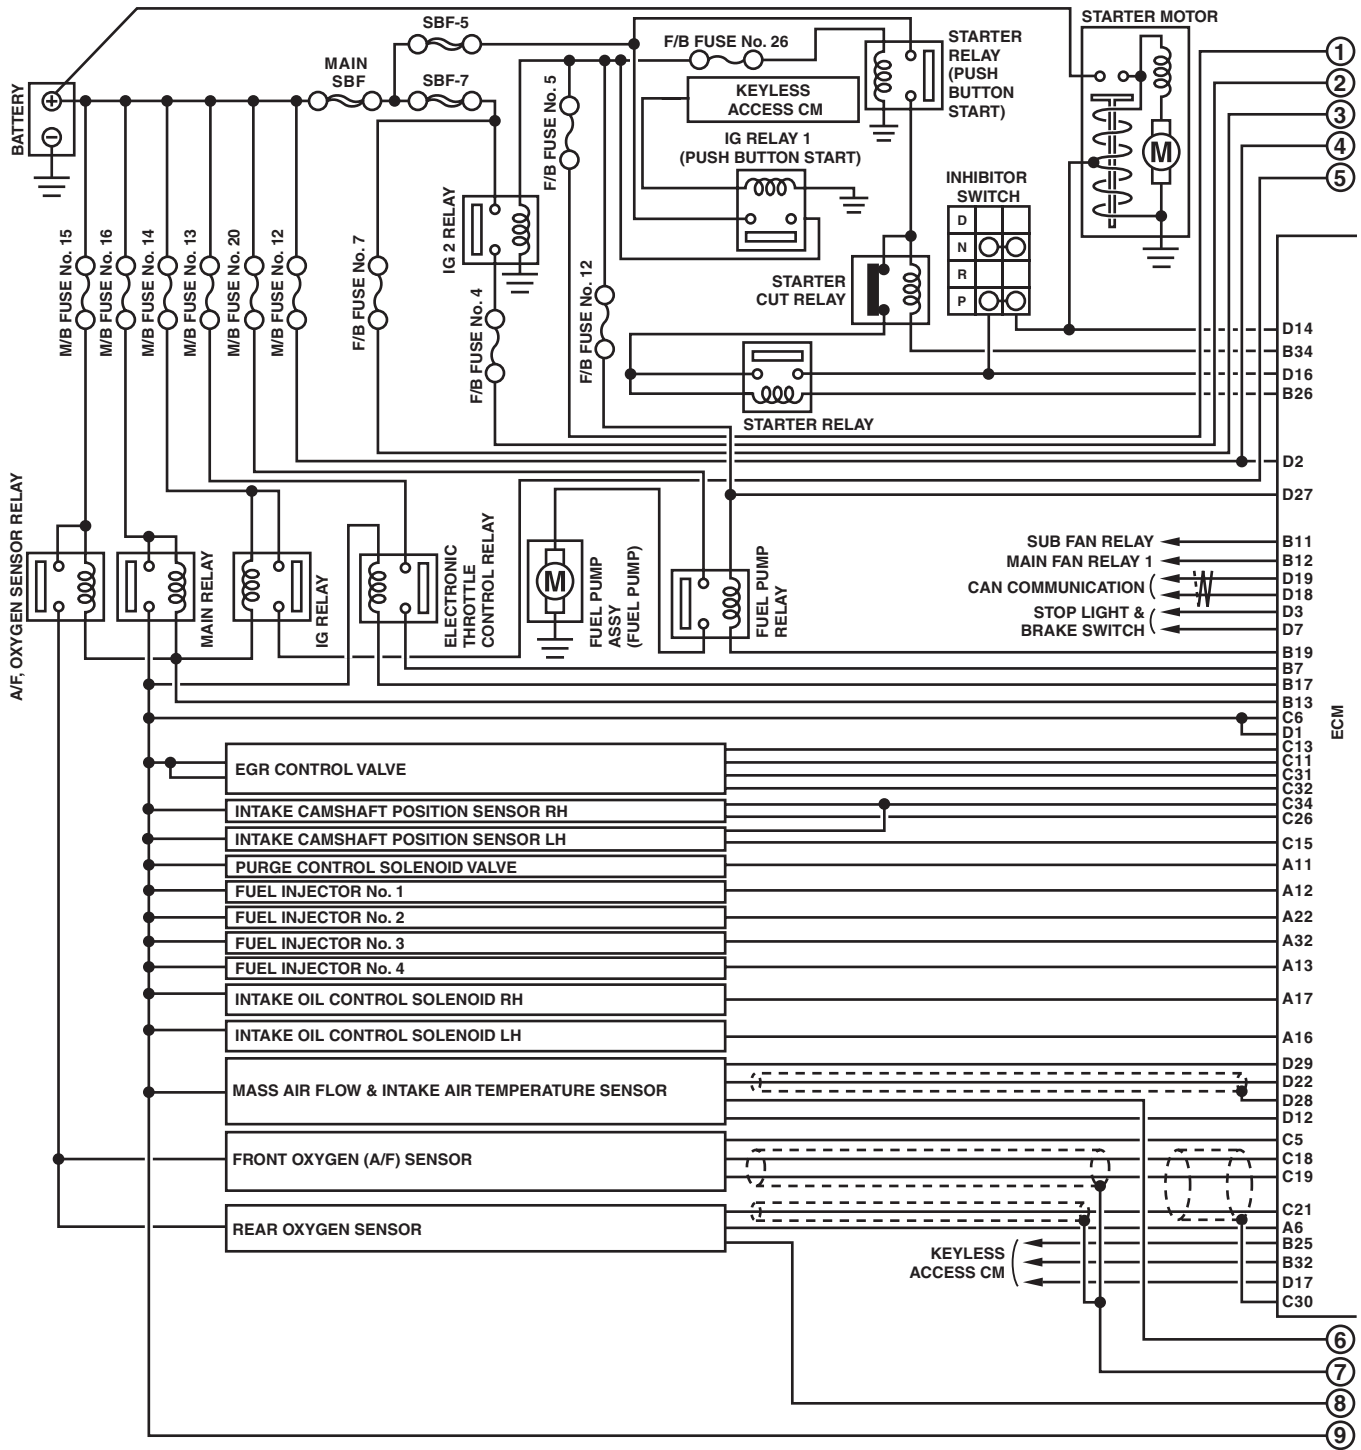 SBF-5
STARTER MOTOR
F/B FUSE No. 26
STARTER
RELAY
(PUSH
BUTTON
START)
MAIN
SBF
SBF-7
BATTERY
+
−
KEYLESS
ACCESS CM
F/B FUSE No. 5
IG RELAY 1
(PUSH BUTTON START)
M
1
2
3
4
5
INHIBITOR
SWITCH
D
N
R
P
IG 2 RELAY
M/B FUSE No. 15
M/B FUSE No. 16
M/B FUSE No. 14
M/B FUSE No. 13
M/B FUSE No. 20
M/B FUSE No. 12
F/B FUSE No. 7
F/B FUSE No. 4
F/B FUSE No. 12
STARTER
CUT RELAY
STARTER RELAY
D14
B34
D16
B26
D2
D27
A/F, OXYGEN SENSOR RELAY
MAIN RELAY
IG RELAY
ELECTRONIC
THROTTLE
CONTROL RELAY
M
FUEL PUMP
ASSY
(FUEL PUMP)
FUEL PUMP
RELAY
SUB FAN RELAY
B11
MAIN FAN RELAY 1
B12
CAN COMMUNICATION
D19
D18
STOP LIGHT &
BRAKE SWITCH
D3
D7
B19
B7
B17
B13
C6
D1
ECM
EGR CONTROL VALVE
C13
C11
C31
C32
INTAKE CAMSHAFT POSITION SENSOR RH
C34
C26
INTAKE CAMSHAFT POSITION SENSOR LH
C15
PURGE CONTROL SOLENOID VALVE
A11
FUEL INJECTOR No. 1
A12
FUEL INJECTOR No. 2
A22
FUEL INJECTOR No. 3
A32
FUEL INJECTOR No. 4
A13
INTAKE OIL CONTROL SOLENOID RH
A17
INTAKE OIL CONTROL SOLENOID LH
A16
MASS AIR FLOW & INTAKE AIR TEMPERATURE SENSOR
D29
D22
D28
D12
FRONT OXYGEN (A/F) SENSOR
C5
C18
C19
REAR OXYGEN SENSOR
C21
A6
KEYLESS
ACCESS CM
B25
B32
D17
C30
6
7
8
9